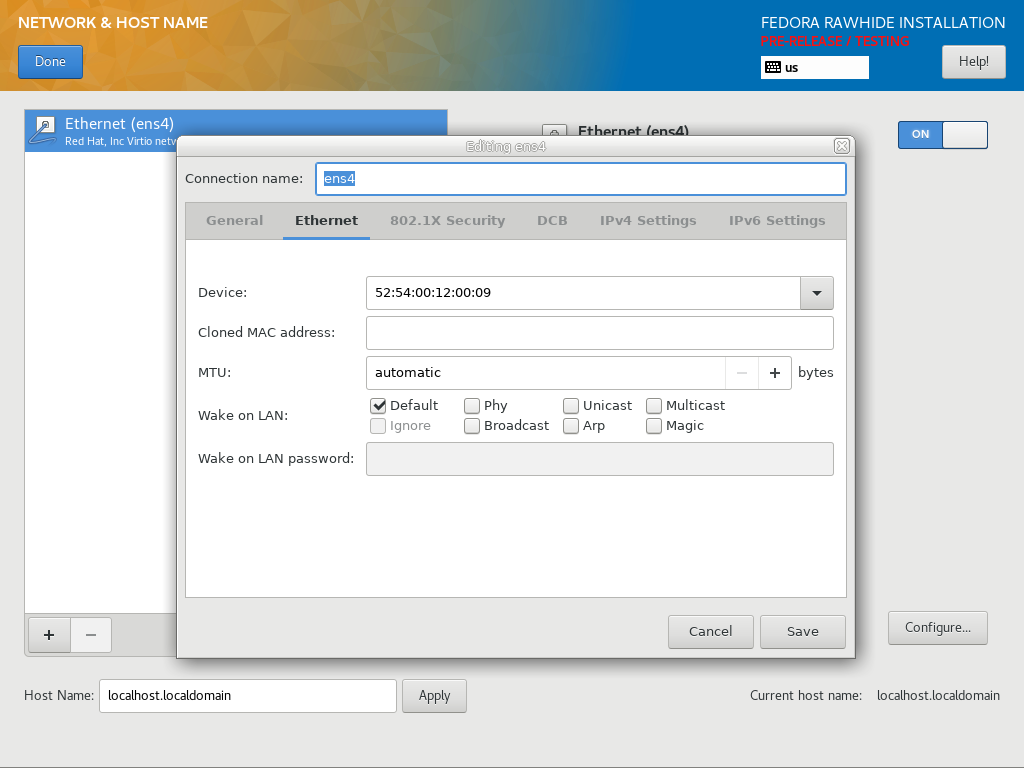 NETWORK & HOST NAME
FEDORA RAWHIDE INSTALLATION
PRE-RELEASE / TESTING
Done
us
Help!
Ethernet (ens4)
Red Hat, Inc Virtio netw
Ethernet (ens4)
ON
Editing ens4
Connection name: ens4
General Ethernet 802.1X Security DCB IPv4 Settings IPv6 Settings
Device: 52:54:00:12:00:09
Cloned MAC address:
MTU: automatic − + bytes
Wake on LAN: Default Phy Unicast Multicast
Ignore Broadcast Arp Magic
Wake on LAN password:
Cancel Save
+ −
Configure...
Host Name: localhost.localdomain Apply
Current host name: localhost.localdomain